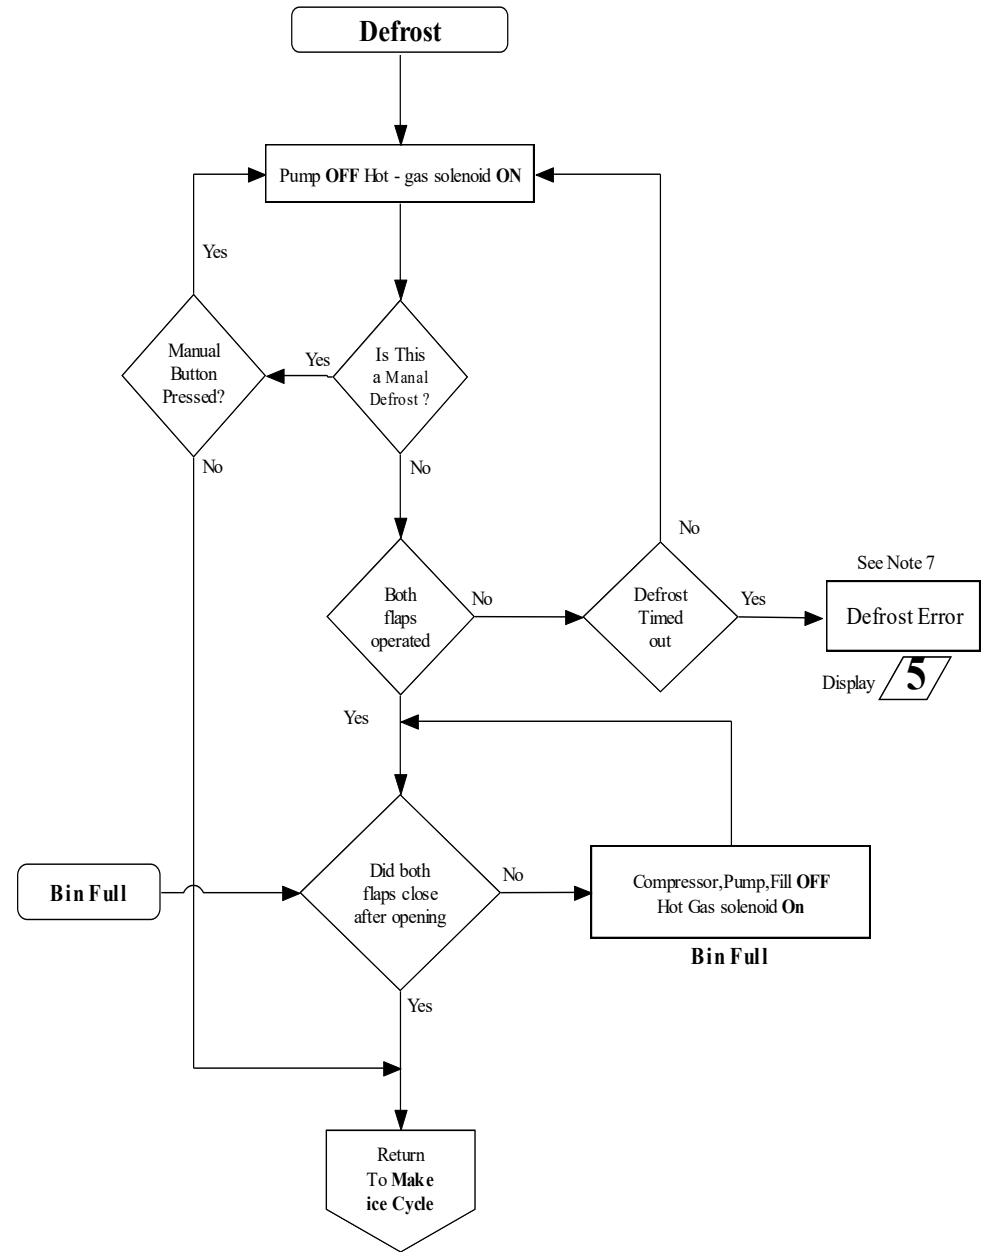 Defrost
Pump OFF Hot - gas solenoid ON
Yes
Manual
Button
Pressed?
Yes
Is This
a Manal
Defrost ?
No
No
No
See Note 7
Both
flaps
operated
No
Defrost
Timed
out
Yes
Defrost Error
Display 5
Yes
Bin Full
Did both
flaps close
after opening
No
Compressor,Pump,Fill OFF
Hot Gas solenoid On
Bin Full
Yes
Return
To Make
ice Cycle